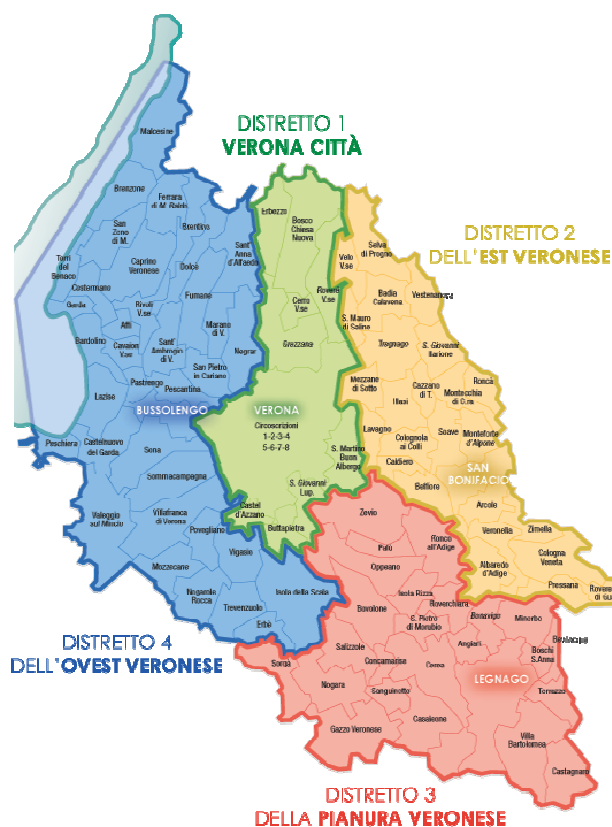 DISTRETTO 1
VERONA CITTÀ
DISTRETTO 2
DELL'EST VERONESE
Malcesine
Brenzone
Ferrara
di M. Baldo
San
Zeno
di M.
Brentino
Sant'
Anna
d'Alfaedo
Torri
del
Benaco
Caprino
Veronese
Dolcè
Costermano
Garda
Rivoli
V.se
Fumane
Affi
Marano
di V.
Bardolino
Cavaion
V.se
Sant'
Ambrogio
di V.
Negrar
San Pietro
in Cariano
Pastrengo
Pescantina
Lazise
BUSSOLENGO
Peschiera
Castelnuovo
del Garda
Sona
Sommacampagna
Valeggio
sul Mincio
Villafranca
di Verona
Povegliano
Vigasio
Mozzecane
Nogarole
Rocca
Trevenzuolo
Isola della Scala
Erbè
Erbezzo
Bosco
Chiesa
Nuova
Roverè
V.se
Cerro
V.se
Grezzana
VERONA
Circoscrizioni
1-2-3-4
5-6-7-8
S. Martino
Buon
Albergo
S. Giovanni
Lup.
Castel
d'Azzano
Buttapietra
Velo
V.se
Selva
di Progno
Badia
Calavena
Vestenanova
S. Mauro
di Saline
Tregnago
S. Giovanni
Ilarione
Mezzane
di Sotto
Cazzano
di T.
Roncà
Montecchia
di
Illasi
Lavagno
Colognola
ai Colli
Soave
Monteforte
d'Alpone
Caldiero
SAN
BONIFACIO
Belfiore
Arcole
Veronella
Zimella
Albaredo
d'Adige
Cologna
Veneta
Pressana
Rovere
di Gu
Zevio
Palù
Ronco
all'Adige
Oppeano
Isola Rizza
Roverchiara
Bovolone
S. Pietro
di Morubio
Bonavigo
Minerbo
Angiari
Bevilacqua
Boschi
S.Anna
Salizzole
Concamarise
Cerea
LEGNAGO
Sorgà
Nogara
Sanguinetto
Terrazzo
Casaleone
Gazzo Veronese
Villa
Bartolomea
Castagnaro
DISTRETTO 4
DELL'OVEST VERONESE
DISTRETTO 3
DELLA PIANURA VERONESE